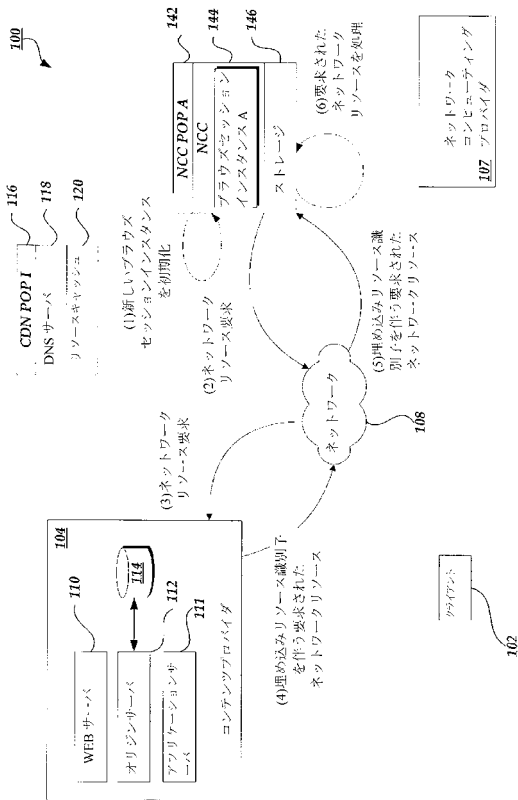 100
116
118
120
CDN POP I
DNS サーバ
リソースキャッシュ
142
144
146
NCC POP A
NCC
ブラウズセッション
インスタンス A
ストレージ
(1)新しいブラウズ
セッションインスタンス
を初期化
(2)ネットワーク
リソース要求
(6)要求された
ネットワーク
リソースを処理
ネットワーク
コンピューティング
プロバイダ
107
(3)ネットワーク
リソース要求
ネットワーク
108
(5)埋め込みリソース識
別子を伴う要求された
ネットワークリソース
(4)埋め込みリソース識別子
を伴う要求された
ネットワークリソース
104
110
WEB サーバ
114
オリジンサーバ
112
アプリケーションサ
ーバ
111
コンテンツプロバイダ
クライアント
102